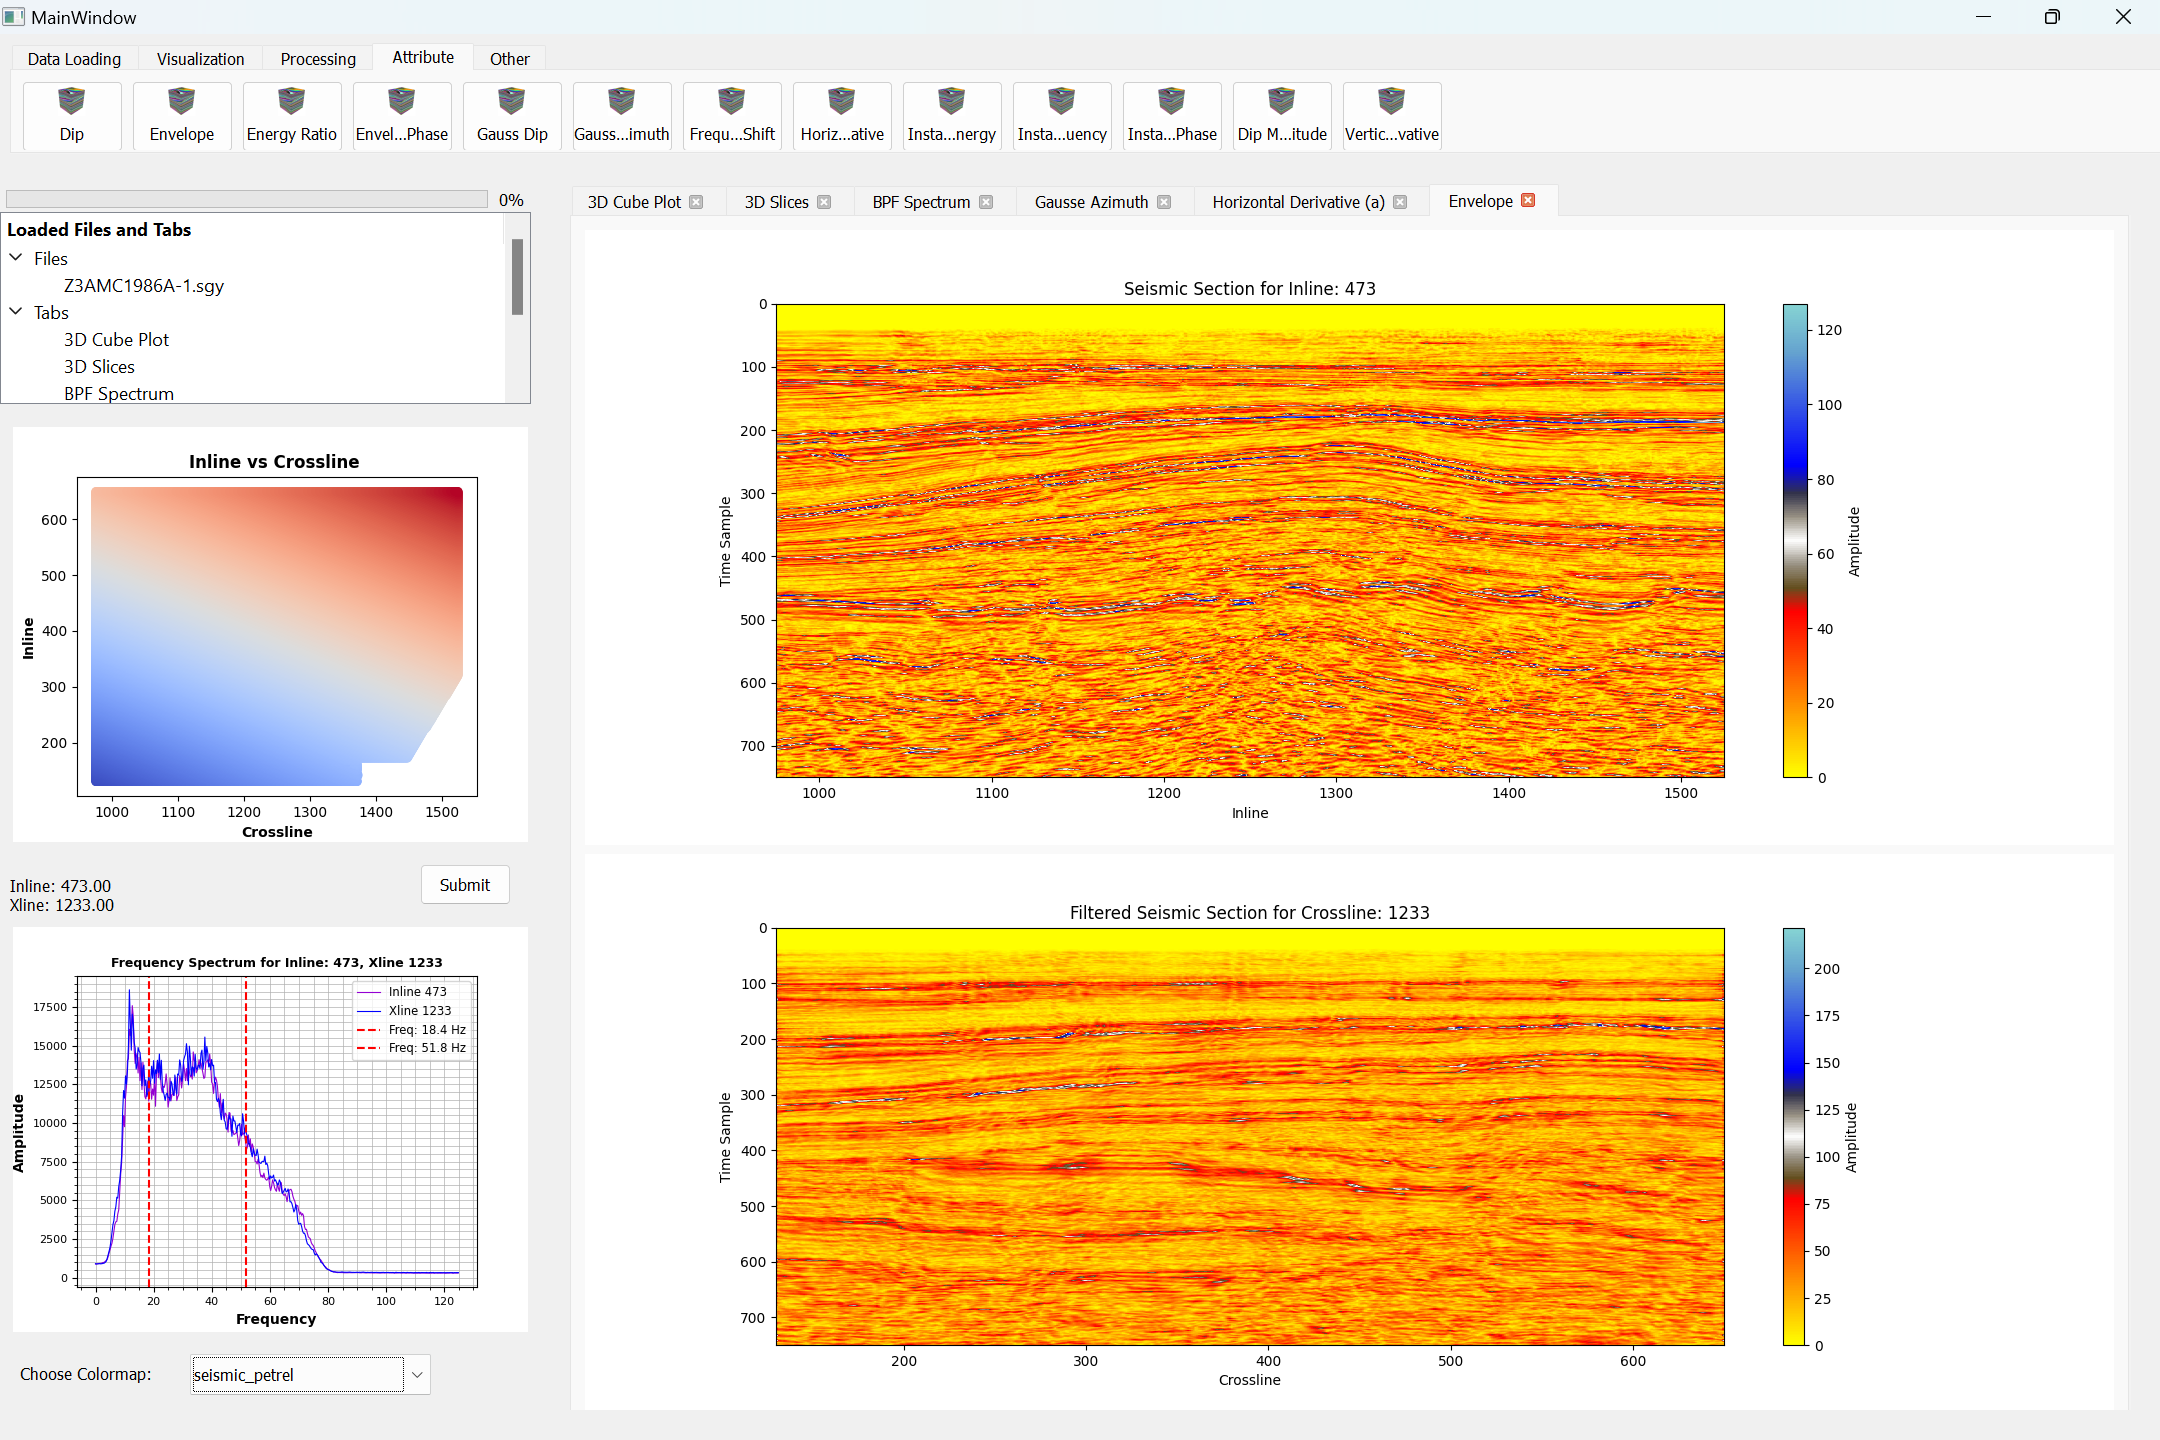 MainWindow
Data Loading Visualization Processing Attribute Other
Dip Envelope Energy Ratio Envel...Phase Gauss Dip Gauss...imuth Frequ...Shift Horiz...ative Insta...nergy Insta...uency Insta...Phase Dip M...itude Vertic...vative
0%
Loaded Files and Tabs
Files
Z3AMC1986A-1.sgy
Tabs
3D Cube Plot
3D Slices
BPF Spectrum
Inline vs Crossline
600
500
400
300
200
Inline
1000 1100 1200 1300 1400 1500
Crossline
Inline: 473.00
Xline: 1233.00
Submit
Frequency Spectrum for Inline: 473, Xline 1233
Inline 473
Xline 1233
Freq: 18.4 Hz
Freq: 51.8 Hz
17500
15000
12500
10000
7500
5000
2500
0
Amplitude
0 20 40 60 80 100 120
Frequency
Choose Colormap: seismic_petrel
3D Cube Plot 3D Slices BPF Spectrum Gausse Azimuth Horizontal Derivative (a) Envelope
Seismic Section for Inline: 473
0
100
200
300
400
500
600
700
Time Sample
1000 1100 1200 1300 1400 1500
Inline
120
100
80
60
40
20
0
Amplitude
Filtered Seismic Section for Crossline: 1233
0
100
200
300
400
500
600
700
Time Sample
200 300 400 500 600
Crossline
200
175
150
125
100
75
50
25
0
Amplitude